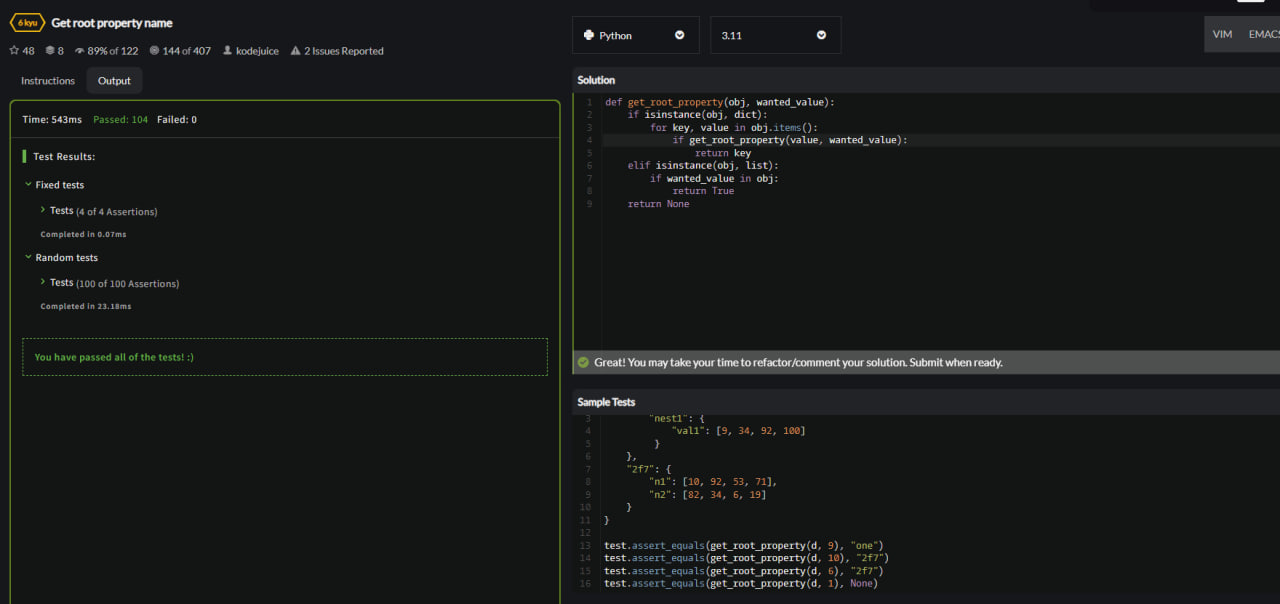 6 kyu Get root property name
48 8 89% of 122 144 of 407 kodejuice 2 Issues Reported
Instructions Output
Time: 543ms Passed: 104 Failed: 0
Test Results:
Fixed tests
Tests (4 of 4 Assertions)
Completed in 0.07ms
Random tests
Tests (100 of 100 Assertions)
Completed in 23.18ms
You have passed all of the tests! :)
Python 3.11 VIM EMACS
Solution
1 def get_root_property(obj, wanted_value):
2     if isinstance(obj, dict):
3         for key, value in obj.items():
4             if get_root_property(value, wanted_value):
5                 return key
6     elif isinstance(obj, list):
7         if wanted_value in obj:
8             return True
9     return None
Great! You may take your time to refactor/comment your solution. Submit when ready.
Sample Tests
3         "nest1": {
4             "val1": [9, 34, 92, 100]
5         }
6     },
7     "2f7": {
8         "n1": [10, 92, 53, 71],
9         "n2": [82, 34, 6, 19]
10     }
11 }
12
13 test.assert_equals(get_root_property(d, 9), "one")
14 test.assert_equals(get_root_property(d, 10), "2f7")
15 test.assert_equals(get_root_property(d, 6), "2f7")
16 test.assert_equals(get_root_property(d, 1), None)